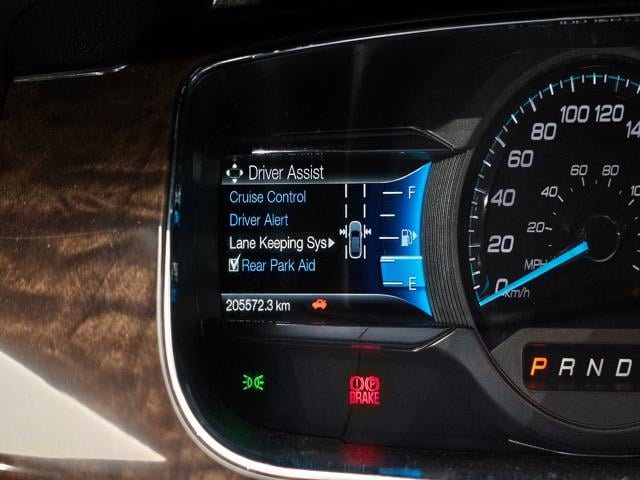 Driver Assist
Cruise Control
Driver Alert
Lane Keeping Sys
Rear Park Aid
205572.3 km
F
E
BRAKE
P
100 120
80
60
40
20
0
80
60
40
20
MPH
km/h
P R N D